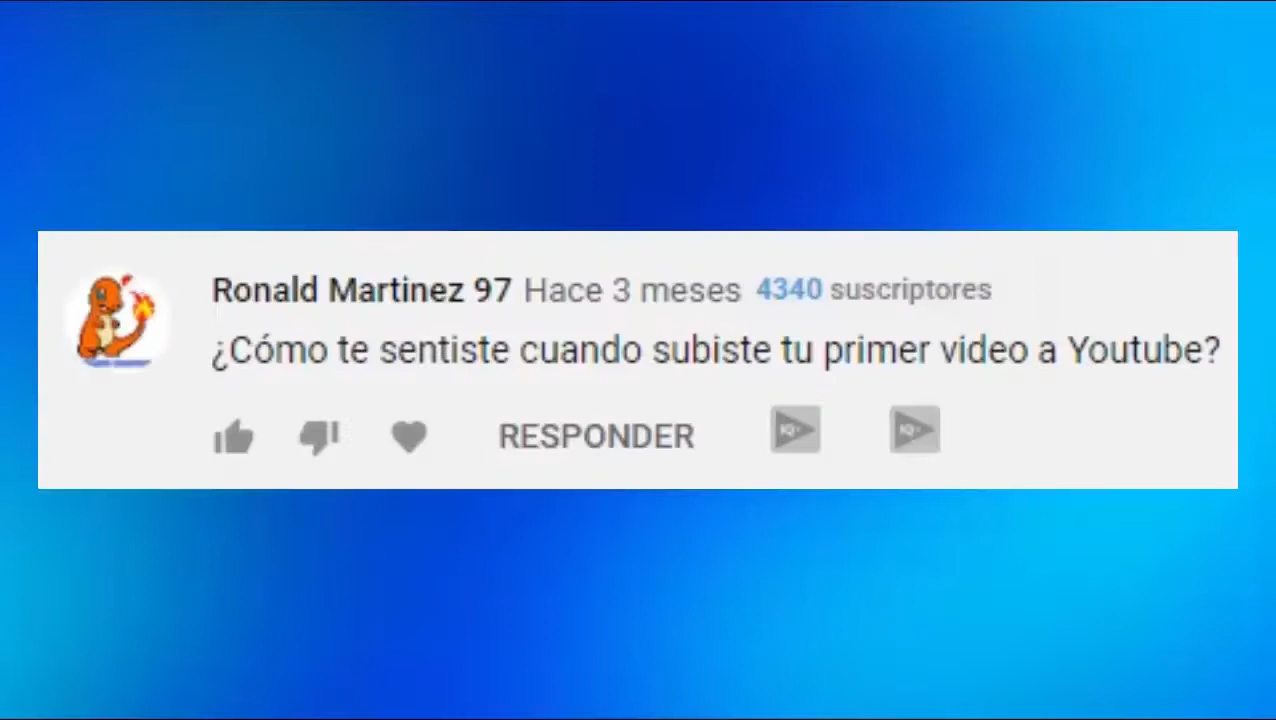 Ronald Martinez 97 Hace 3 meses 4340 suscriptores
¿Cómo te sentiste cuando subiste tu primer video a Youtube?
RESPONDER